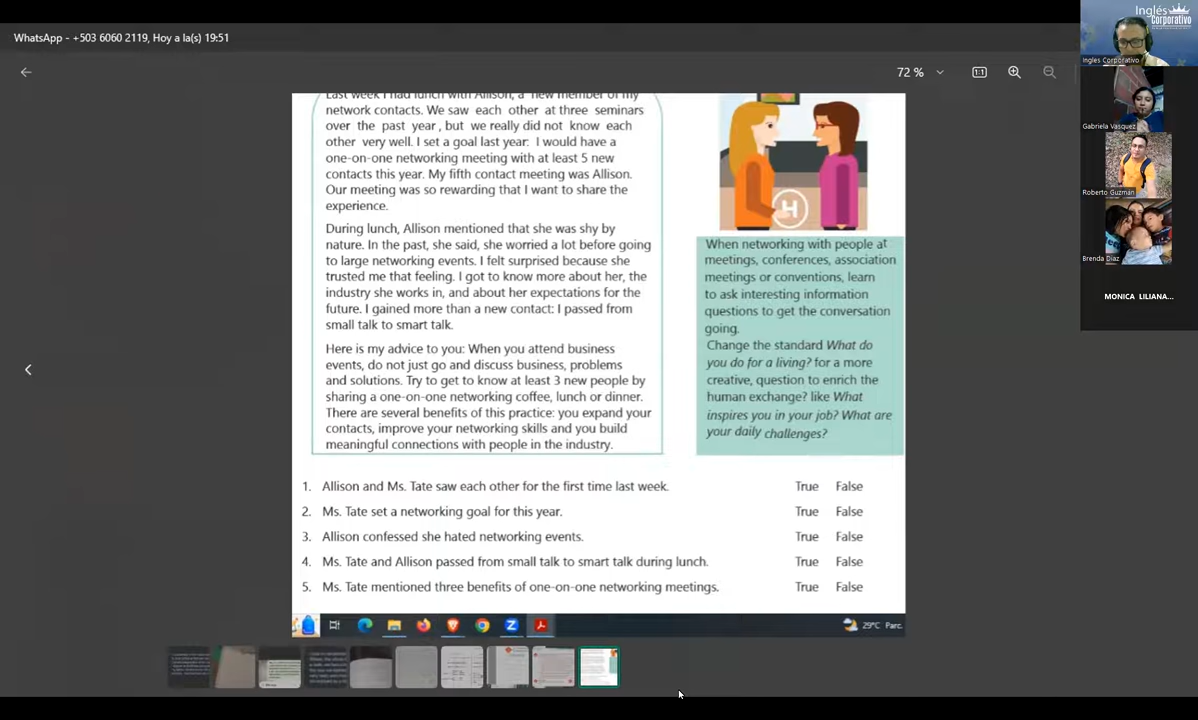 WhatsApp - +503 6060 2119, Hoy a la(s) 19:51
72 %
1:1
Last week I had lunch with Allison, a new member of my
network contacts. We saw each other at three seminars
over the past year, but we really did not know each
other very well. I set a goal last year: I would have a
one-on-one networking meeting with at least 5 new
contacts this year. My fifth contact meeting was Allison.
Our meeting was so rewarding that I want to share the
experience.
During lunch, Allison mentioned that she was shy by
nature. In the past, she said, she worried a lot before going
to large networking events. I felt surprised because she
trusted me that feeling. I got to know more about her, the
industry she works in, and about her expectations for the
future. I gained more than a new contact: I passed from
small talk to smart talk.
Here is my advice to you: When you attend business
events, do not just go and discuss business, problems
and solutions. Try to get to know at least 3 new people by
sharing a one-on-one networking coffee, lunch or dinner.
There are several benefits of this practice: you expand your
contacts, improve your networking skills and you build
meaningful connections with people in the industry.
H
When networking with people at
meetings, conferences, association
meetings or conventions, learn
to ask interesting information
questions to get the conversation
going.
Change the standard What do
you do for a living? for a more
creative, question to enrich the
human exchange? like What
inspires you in your job? What are
your daily challenges?
1. Allison and Ms. Tate saw each other for the first time last week. True False
2. Ms. Tate set a networking goal for this year. True False
3. Allison confessed she hated networking events. True False
4. Ms. Tate and Allison passed from small talk to smart talk during lunch. True False
5. Ms. Tate mentioned three benefits of one-on-one networking meetings. True False
29°C Parc.
Inglés
Corporativo
Ingles Corporativo
Gabriela Vasquez
Roberto Guzmán
Brenda Diaz
MONICA LILIANA...